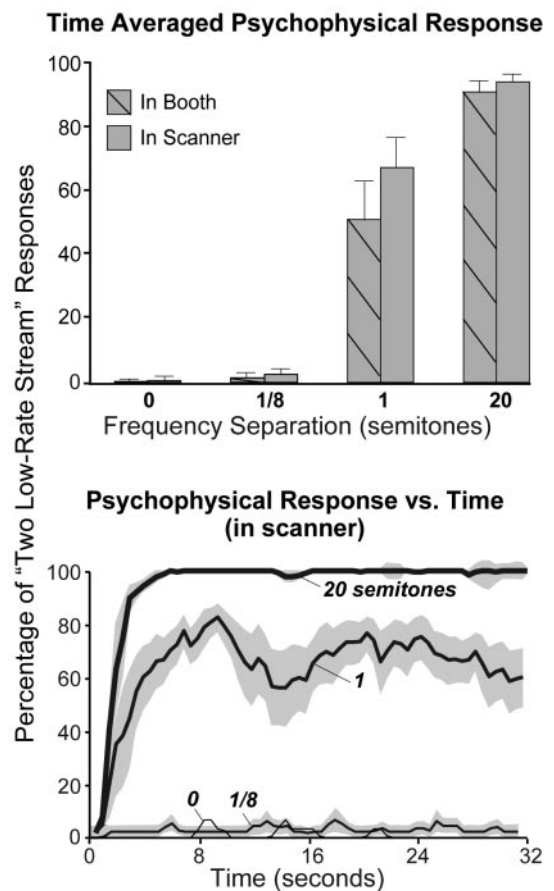 Time Averaged Psychophysical Response
Percentage of “Two Low-Rate Stream” Responses
100
80
60
40
20
0
In Booth
In Scanner
0 1/8 1 20
Frequency Separation (semitones)
Psychophysical Response vs. Time
(in scanner)
100
80
60
40
20
0
20 semitones
1
0 1/8
0 8 16 24 32
Time (seconds)